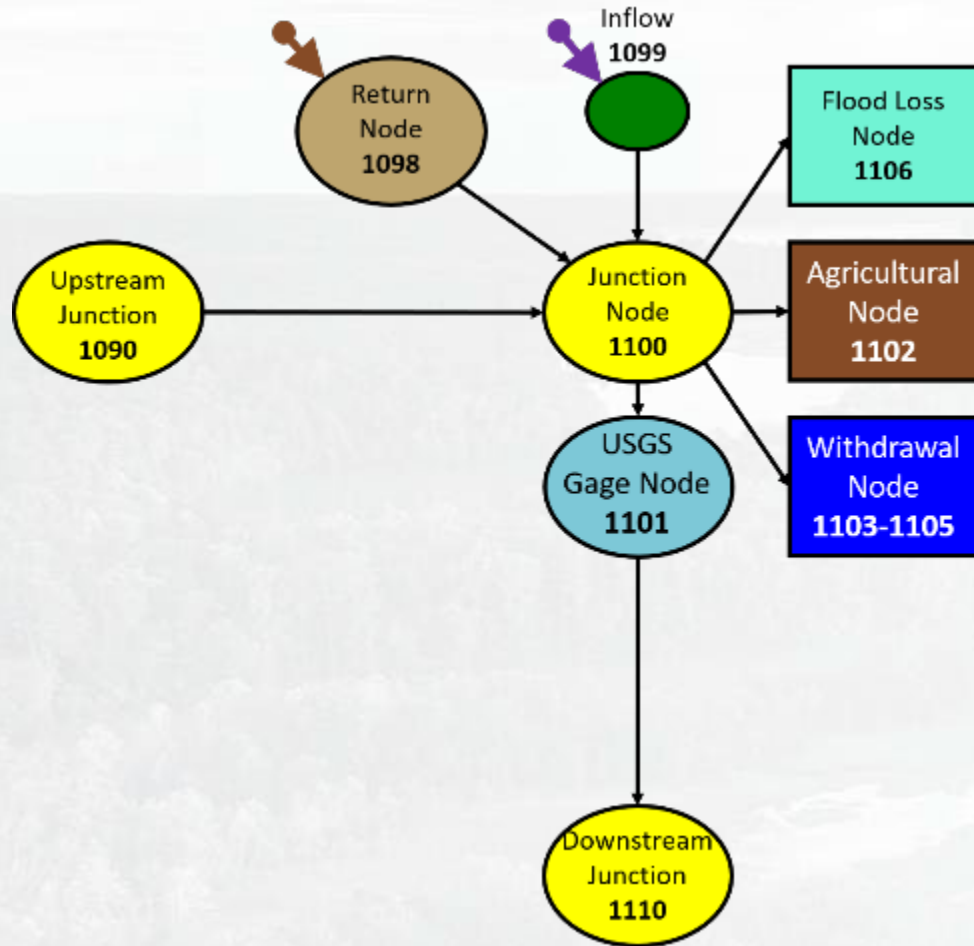 Inflow
1099
Return
Node
1098
Flood Loss
Node
1106
Upstream
Junction
1090
Junction
Node
1100
Agricultural
Node
1102
USGS
Gage Node
1101
Withdrawal
Node
1103-1105
Downstream
Junction
1110